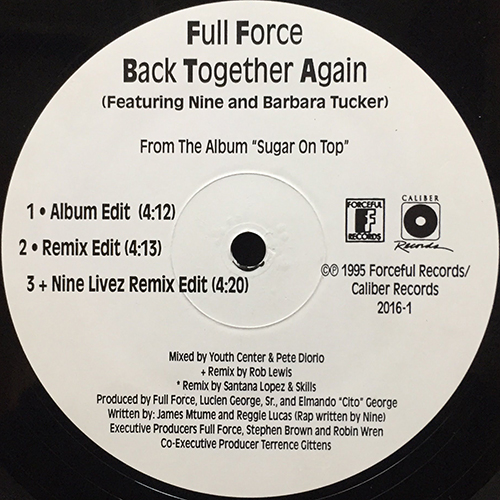 Full Force
Back Together Again
(Featuring Nine and Barbara Tucker)
From The Album "Sugar On Top"
1 • Album Edit (4:12)
2 • Remix Edit (4:13)
3 + Nine Livez Remix Edit (4:20)
FORCEFUL
F
RECORDS
CALIBER
Records
©℗ 1995 Forceful Records/
Caliber Records
2016-1
Mixed by Youth Center & Pete Diorio
+ Remix by Rob Lewis
* Remix by Santana Lopez & Skills
Produced by Full Force, Lucien George, Sr., and Elmando "Cito" George
Written by: James Mtume and Reggie Lucas (Rap written by Nine)
Executive Producers Full Force, Stephen Brown and Robin Wren
Co-Executive Producer Terrence Gittens